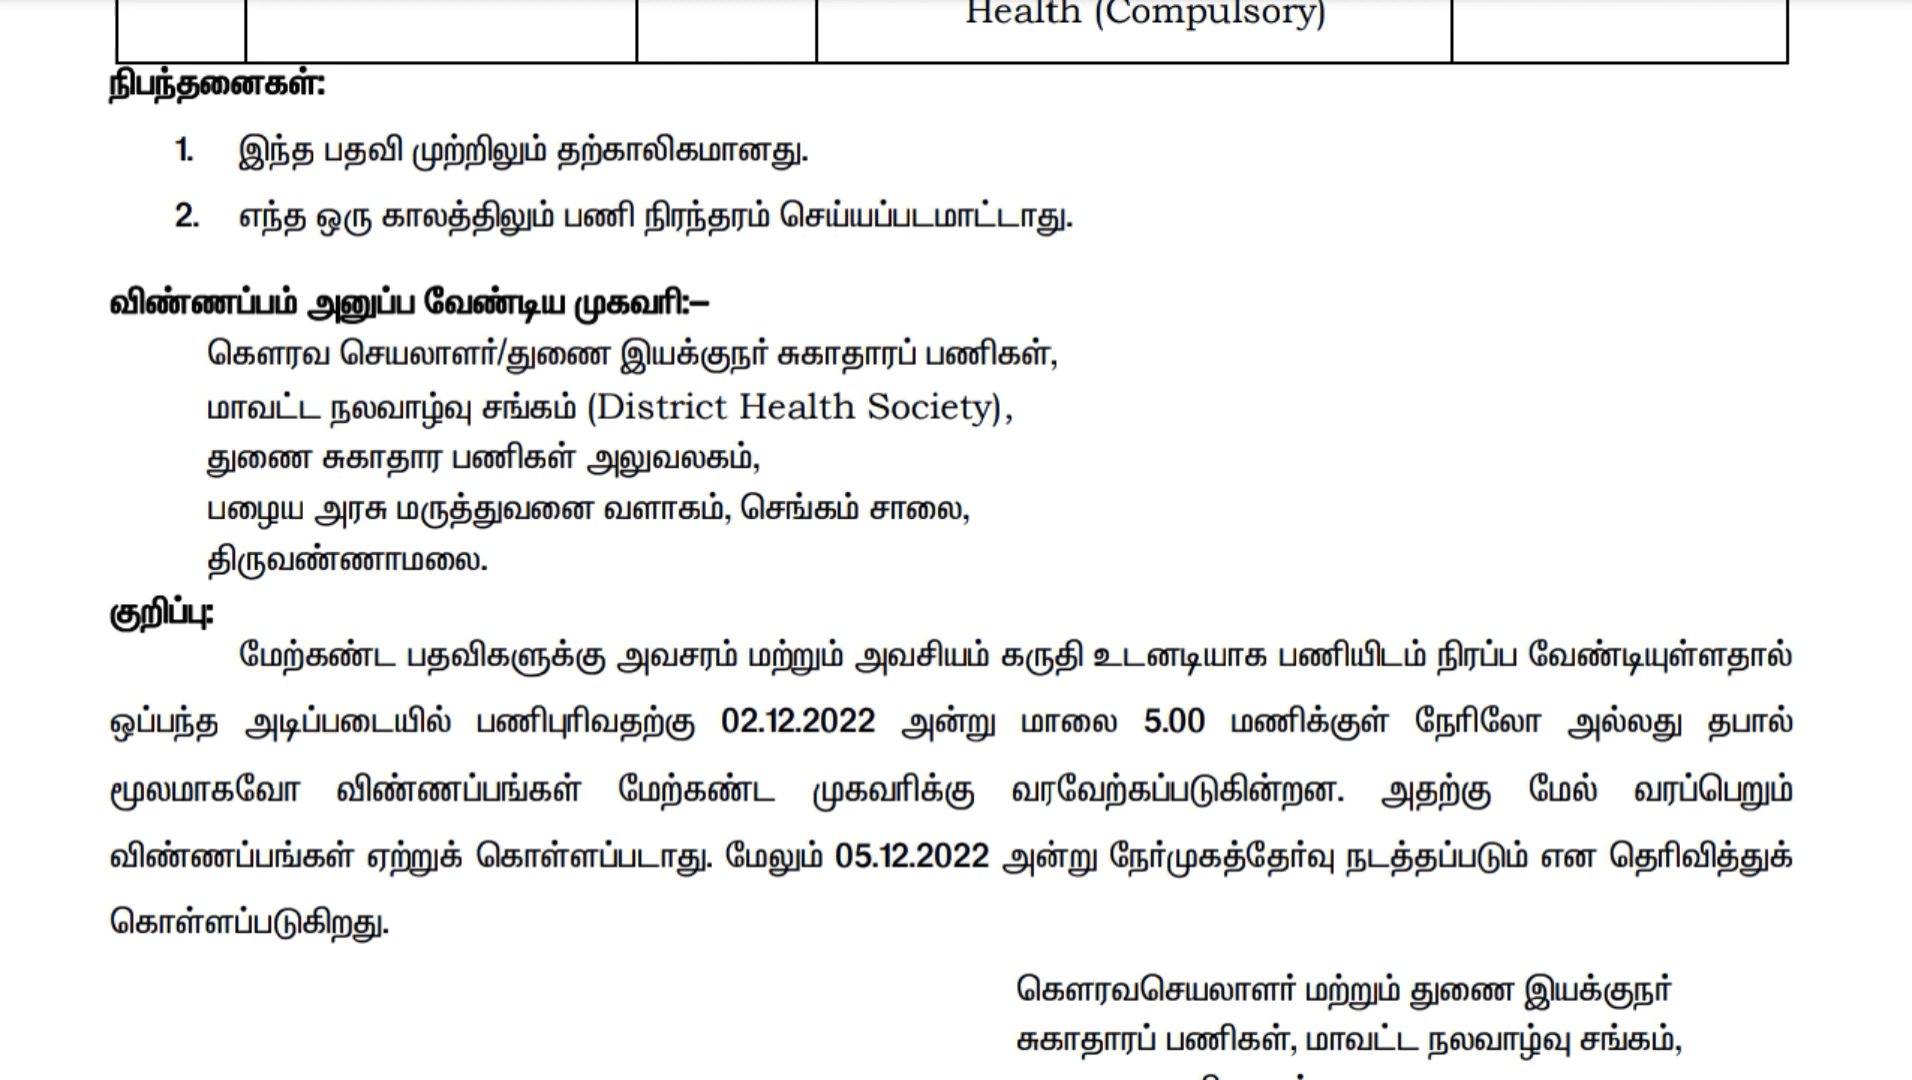 Health (Compulsory)
நிபந்தனைகள்:
1. இந்த பதவி முற்றிலும் தற்காலிகமானது.
2. எந்த ஒரு காலத்திலும் பணி நிரந்தரம் செய்யப்படமாட்டாது.
விண்ணப்பம் அனுப்ப வேண்டிய முகவரி:–
கௌரவ செயலாளர்/துணை இயக்குநர் சுகாதாரப் பணிகள்,
மாவட்ட நலவாழ்வு சங்கம் (District Health Society),
துணை சுகாதார பணிகள் அலுவலகம்,
பழைய அரசு மருத்துவனை வளாகம், செங்கம் சாலை,
திருவண்ணாமலை.
குறிப்பு:
மேற்கண்ட பதவிகளுக்கு அவசரம் மற்றும் அவசியம் கருதி உடனடியாக பணியிடம் நிரப்ப வேண்டியுள்ளதால்
ஒப்பந்த அடிப்படையில் பணிபுரிவதற்கு 02.12.2022 அன்று மாலை 5.00 மணிக்குள் நேரிலோ அல்லது தபால்
மூலமாகவோ விண்ணப்பங்கள் மேற்கண்ட முகவரிக்கு வரவேற்கப்படுகின்றன. அதற்கு மேல் வரப்பெறும்
விண்ணப்பங்கள் ஏற்றுக் கொள்ளப்படாது. மேலும் 05.12.2022 அன்று நேர்முகத்தேர்வு நடத்தப்படும் என தெரிவித்துக்
கொள்ளப்படுகிறது.
கௌரவசெயலாளர் மற்றும் துணை இயக்குநர்
சுகாதாரப் பணிகள், மாவட்ட நலவாழ்வு சங்கம்,